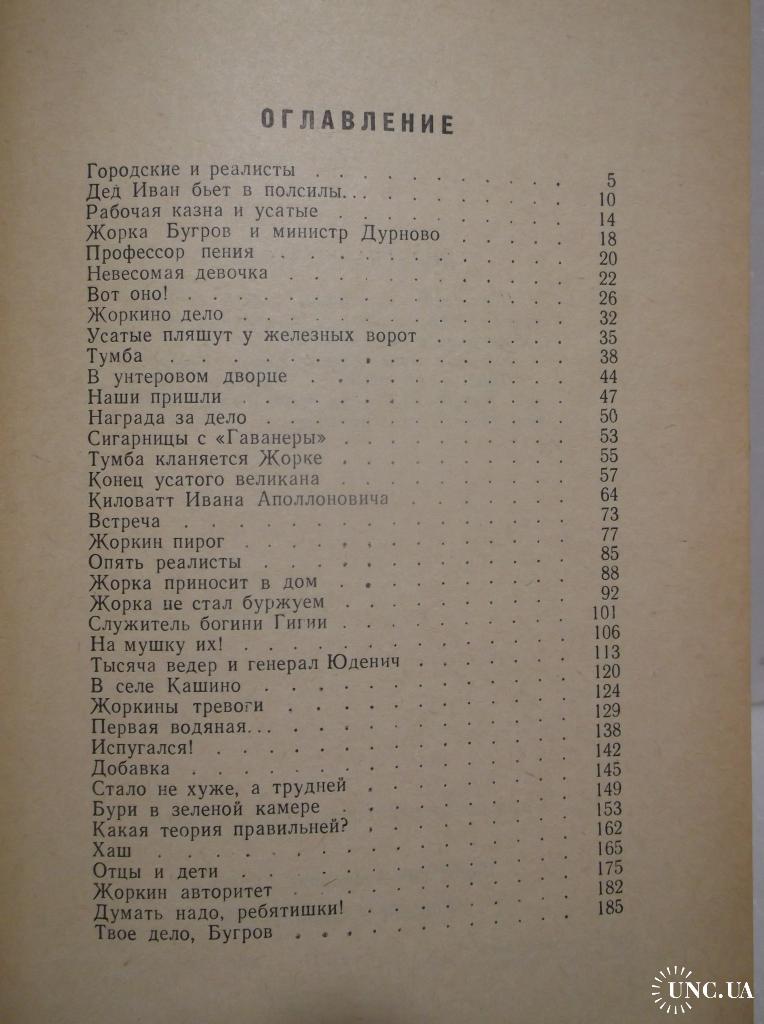 ОГЛАВЛЕНИЕ
Городские и реалисты . . . . . . . . . . . 5
Дед Иван бьет в полсилы... . . . . . . . . . 10
Рабочая казна и усатые . . . . . . . . . . 14
Жорка Бугров и министр Дурново . . . . . 18
Профессор пения . . . . . . . . . . . . 20
Невесомая девочка . . . . . . . . . . . 22
Вот оно! . . . . . . . . . . . . . . . 26
Жоркино дело . . . . . . . . . . . . . 32
Усатые пляшут у железных ворот . . . . . . 35
Тумба . . . . . . . . . . . . . . . . 38
В унтеровом дворце . . . . . . . . . . 44
Наши пришли . . . . . . . . . . . . . 47
Награда за дело . . . . . . . . . . . . 50
Сигарницы с «Гаванеры» . . . . . . . . . 53
Тумба кланяется Жорке . . . . . . . . . 55
Конец усатого великана . . . . . . . . . 57
Киловатт Ивана Аполлоновича . . . . . . 64
Встреча . . . . . . . . . . . . . . . 73
Жоркин пирог . . . . . . . . . . . . . 77
Опять реалисты . . . . . . . . . . . . 85
Жорка приносит в дом . . . . . . . . . 88
Жорка не стал буржуем . . . . . . . . . 92
Служитель богини Гигии . . . . . . . . . 101
На мушку их! . . . . . . . . . . . . . 106
Тысяча ведер и генерал Юденич . . . . . . 113
В селе Кашино . . . . . . . . . . . . 120
Жоркины тревоги . . . . . . . . . . . 124
Первая водяная... . . . . . . . . . . . 129
Испугался! . . . . . . . . . . . . . . 138
Добавка . . . . . . . . . . . . . . . 142
Стало не хуже, а трудней . . . . . . . . 145
Бури в зеленой камере . . . . . . . . . 149
Какая теория правильней? . . . . . . . . 153
Хаш . . . . . . . . . . . . . . . . 162
Отцы и дети . . . . . . . . . . . . . 165
Жоркин авторитет . . . . . . . . . . . 175
Думать надо, ребятишки! . . . . . . . . 182
Твое дело, Бугров . . . . . . . . . . . 185
UNC.UA